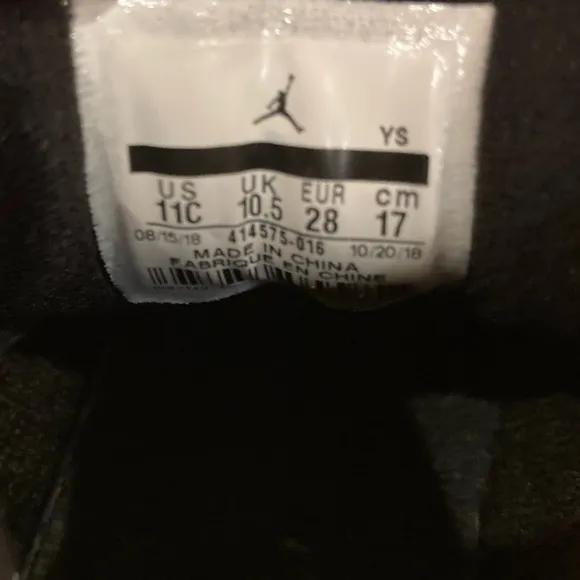 YS
US UK EUR cm
11C 10.5 28 17
08/15/18 414575-016 10/20/18
MADE IN CHINA
FABRIQUE EN CHINE